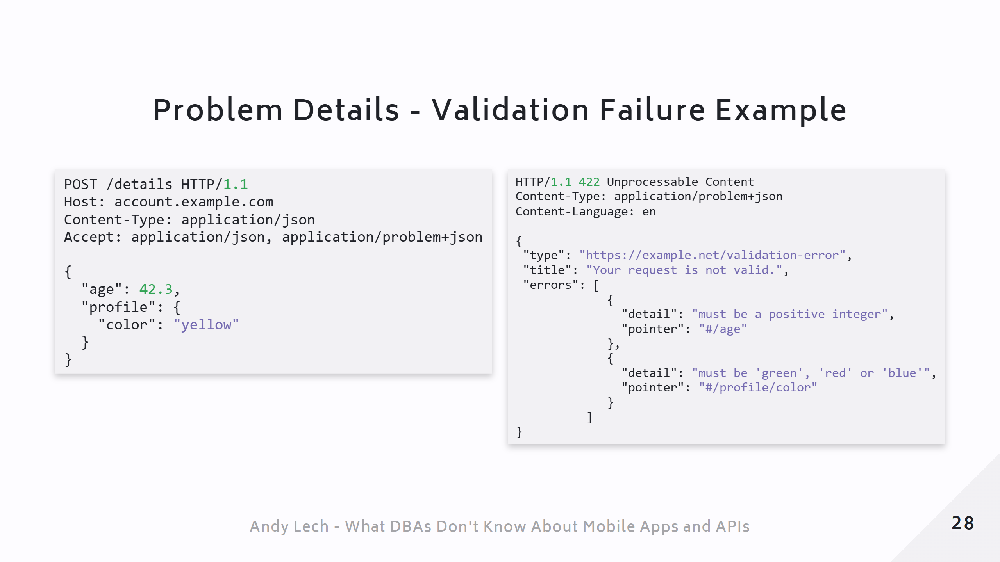 Problem Details - Validation Failure Example
POST /details HTTP/1.1
Host: account.example.com
Content-Type: application/json
Accept: application/json, application/problem+json
{
  "age": 42.3,
  "profile": {
    "color": "yellow"
  }
}
HTTP/1.1 422 Unprocessable Content
Content-Type: application/problem+json
Content-Language: en
{
 "type": "https://example.net/validation-error",
 "title": "Your request is not valid.",
 "errors": [
             {
               "detail": "must be a positive integer",
               "pointer": "#/age"
             },
             {
               "detail": "must be 'green', 'red' or 'blue'",
               "pointer": "#/profile/color"
             }
          ]
}
Andy Lech - What DBAs Don't Know About Mobile Apps and APIs
28